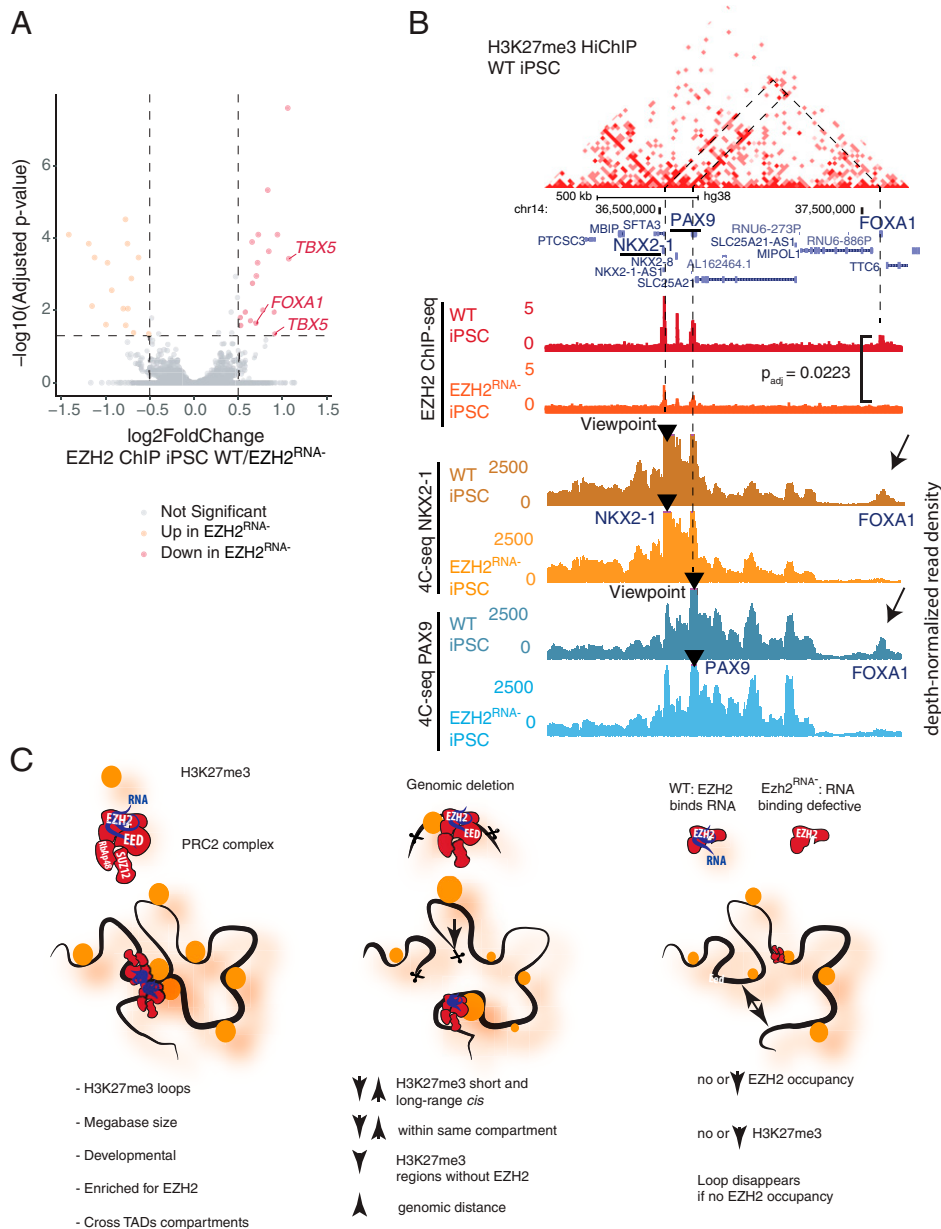 A
−log10(Adjusted p-value)
6
4
2
0
TBX5
FOXA1
TBX5
−1.5
−1.0
−0.5
0.0
0.5
1.0
1.5
log2FoldChange
EZH2 ChIP iPSC WT/EZH2RNA-
Not Significant
Up in EZH2RNA-
Down in EZH2RNA-
B
H3K27me3 HiChIP
WT iPSC
500 kb
hg38
chr14:
36,500,000
37,500,000
PTCSC3
MBIP
SFTA3
PAX9
NKX2-1
NKX2-8
NKX2-1-AS1
SLC25A21
AL162464.1
RNU6-273P
SLC25A21-AS1
MIPOL1
RNU6-886P
FOXA1
TTC6
EZH2 ChIP-seq
WT
iPSC
5
0
EZH2RNA-
iPSC
5
0
padj = 0.0223
Viewpoint
4C-seq NKX2-1
WT
iPSC
2500
0
NKX2-1
FOXA1
EZH2RNA-
iPSC
2500
0
Viewpoint
4C-seq PAX9
WT
iPSC
2500
0
PAX9
FOXA1
EZH2RNA-
iPSC
2500
0
depth-normalized read density
C
H3K27me3
RNA
EZH2
EED
RbAp48
SUZ12
PRC2 complex
- H3K27me3 loops
- Megabase size
- Developmental
- Enriched for EZH2
- Cross TADs compartments
Genomic deletion
EZH2
EED
H3K27me3 short and
long-range cis
within same compartment
H3K27me3
regions without EZH2
genomic distance
WT: EZH2
binds RNA
Ezh2RNA-: RNA
binding defective
EZH2
RNA
EZH2
no or EZH2 occupancy
no or H3K27me3
Loop disappears
if no EZH2 occupancy